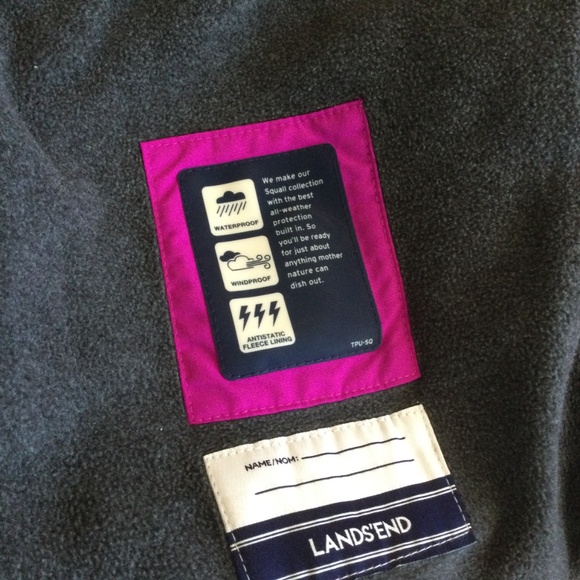 WATERPROOF
WINDPROOF
ANTISTATIC
FLEECE LINING
We make our
Squall collection
with the best
all-weather
protection
built in. So
you'll be ready
for just about
anything mother
nature can
dish out.
TPU-SQ
NAME/NOM:
LANDS'END